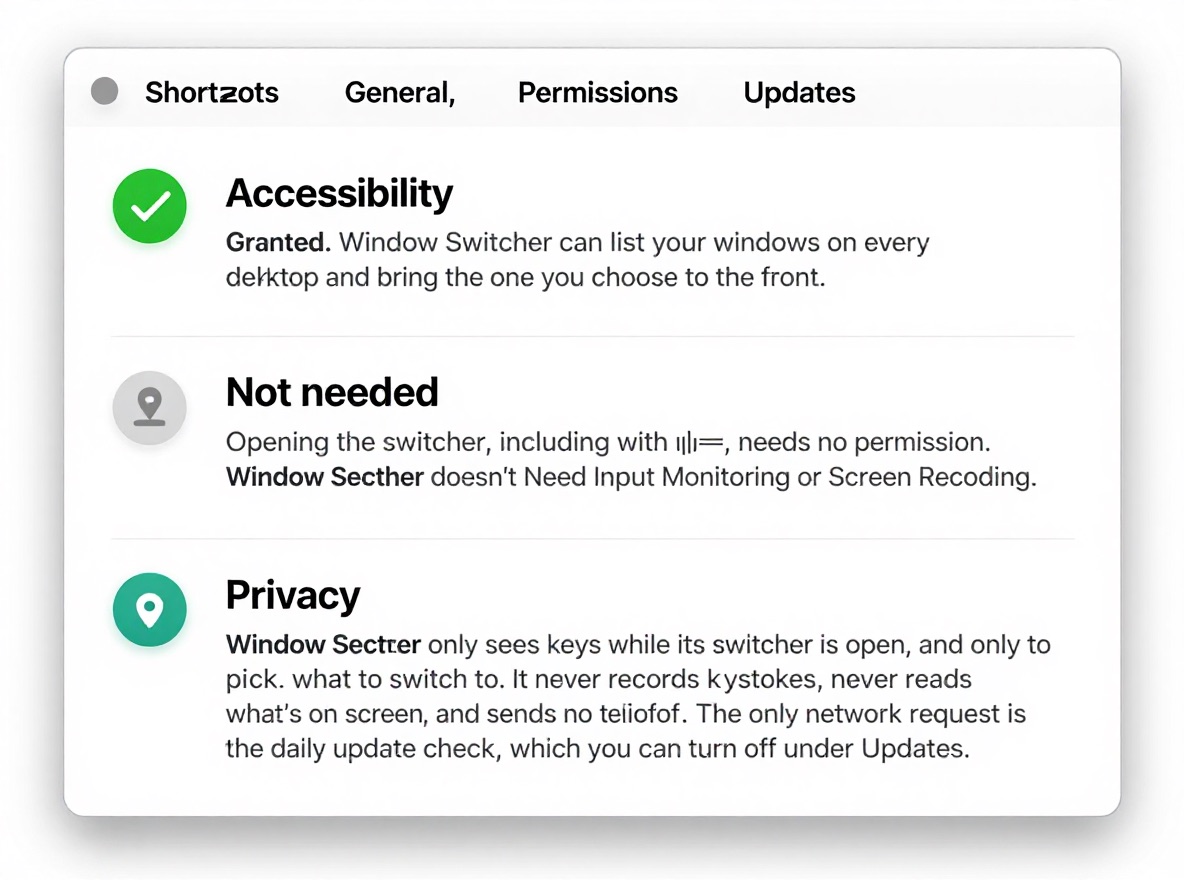 Shortzots General, Permissions Updates
Accessibility
Granted. Window Switcher can list your windows on every
and bring the one you choose to the front.
Not needed
Opening the switcher, including with , needs no permission.
Window Secther doesn't Need Input Monitoring or Screen Recoding.
Privacy
Window only sees keys while its switcher is open, and only to
pick. what to switch to. It never records kystokes, never reads
what's on screen, and sends no . The only network request is
the daily update check, which you can turn off under Updates.